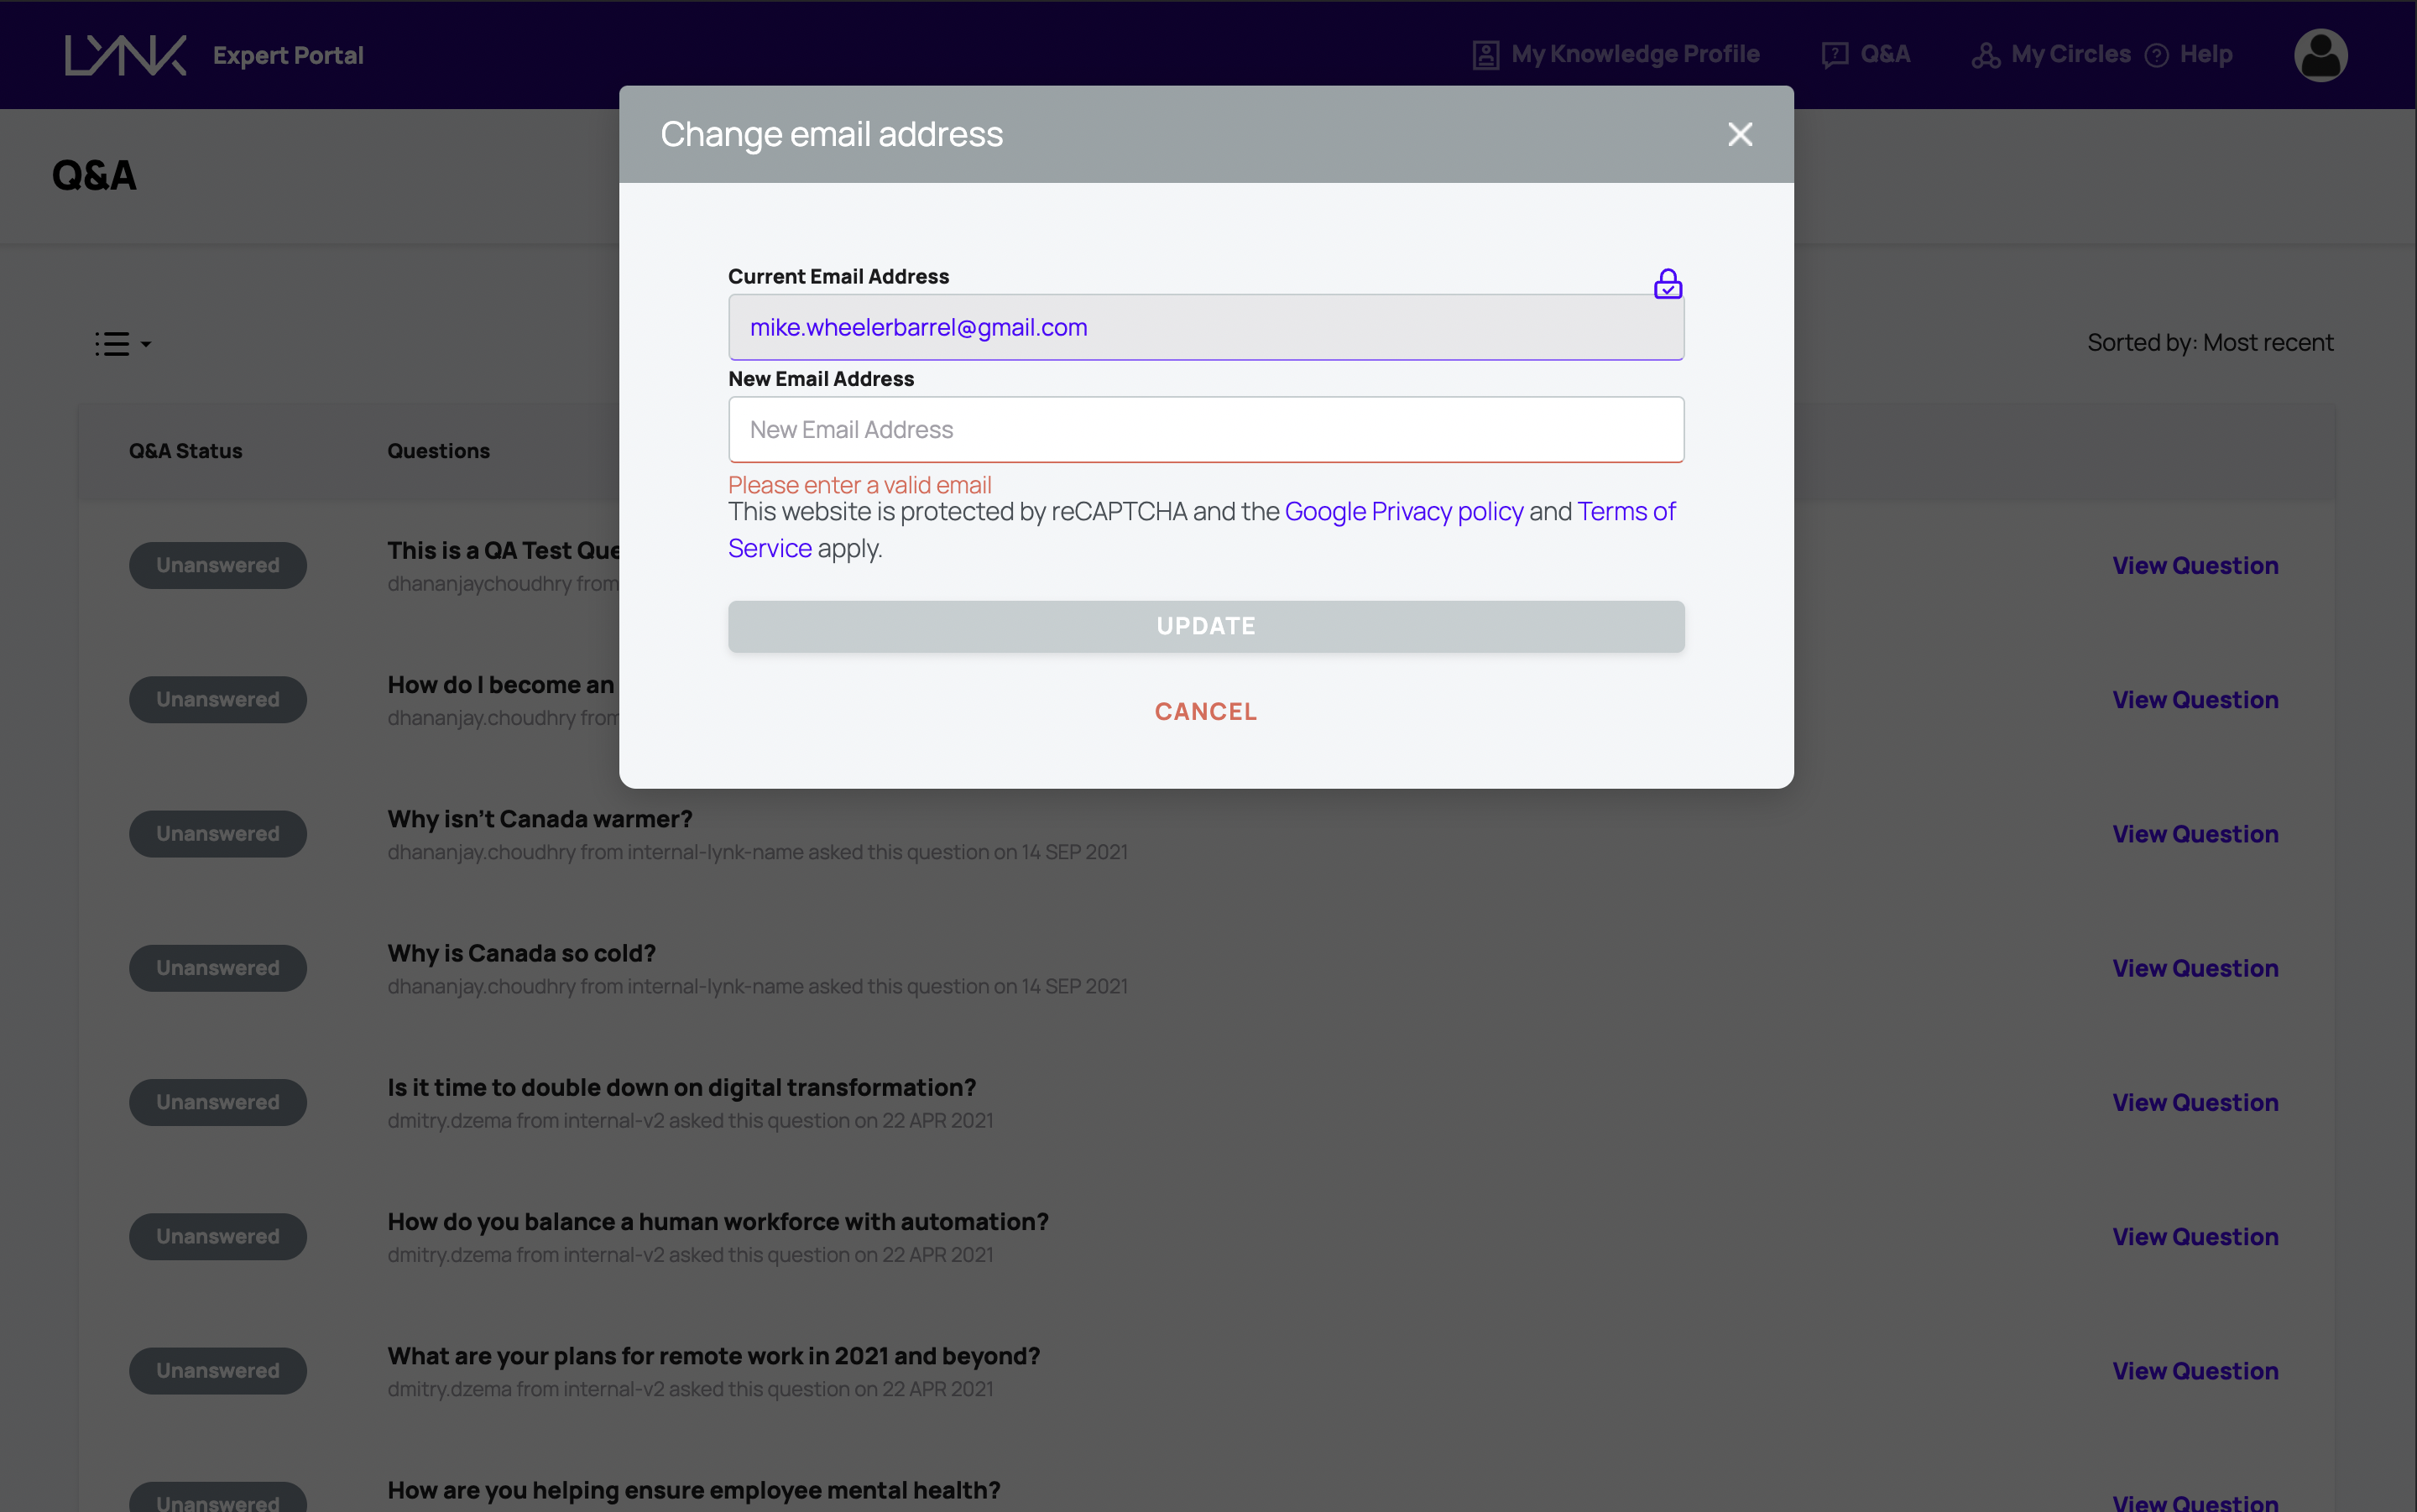 LYNK Expert Portal
My Knowledge Profile
Q&A
My Circles
Help
Change email address
Q&A
Current Email Address
mike.wheelerbarrel@gmail.com
New Email Address
New Email Address
Please enter a valid email
This website is protected by reCAPTCHA and the Google Privacy policy and Terms of
Service apply.
UPDATE
CANCEL
Sorted by: Most recent
Q&A Status
Questions
Unanswered
This is a QA Test Que
dhananjaychoudhry from
View Question
Unanswered
How do I become an
dhananjay.choudhry from
View Question
Unanswered
Why isn't Canada warmer?
dhananjay.choudhry from internal-lynk-name asked this question on 14 SEP 2021
View Question
Unanswered
Why is Canada so cold?
dhananjay.choudhry from internal-lynk-name asked this question on 14 SEP 2021
View Question
Unanswered
Is it time to double down on digital transformation?
dmitry.dzema from internal-v2 asked this question on 22 APR 2021
View Question
Unanswered
How do you balance a human workforce with automation?
dmitry.dzema from internal-v2 asked this question on 22 APR 2021
View Question
Unanswered
What are your plans for remote work in 2021 and beyond?
dmitry.dzema from internal-v2 asked this question on 22 APR 2021
View Question
Unanswered
How are you helping ensure employee mental health?
View Question